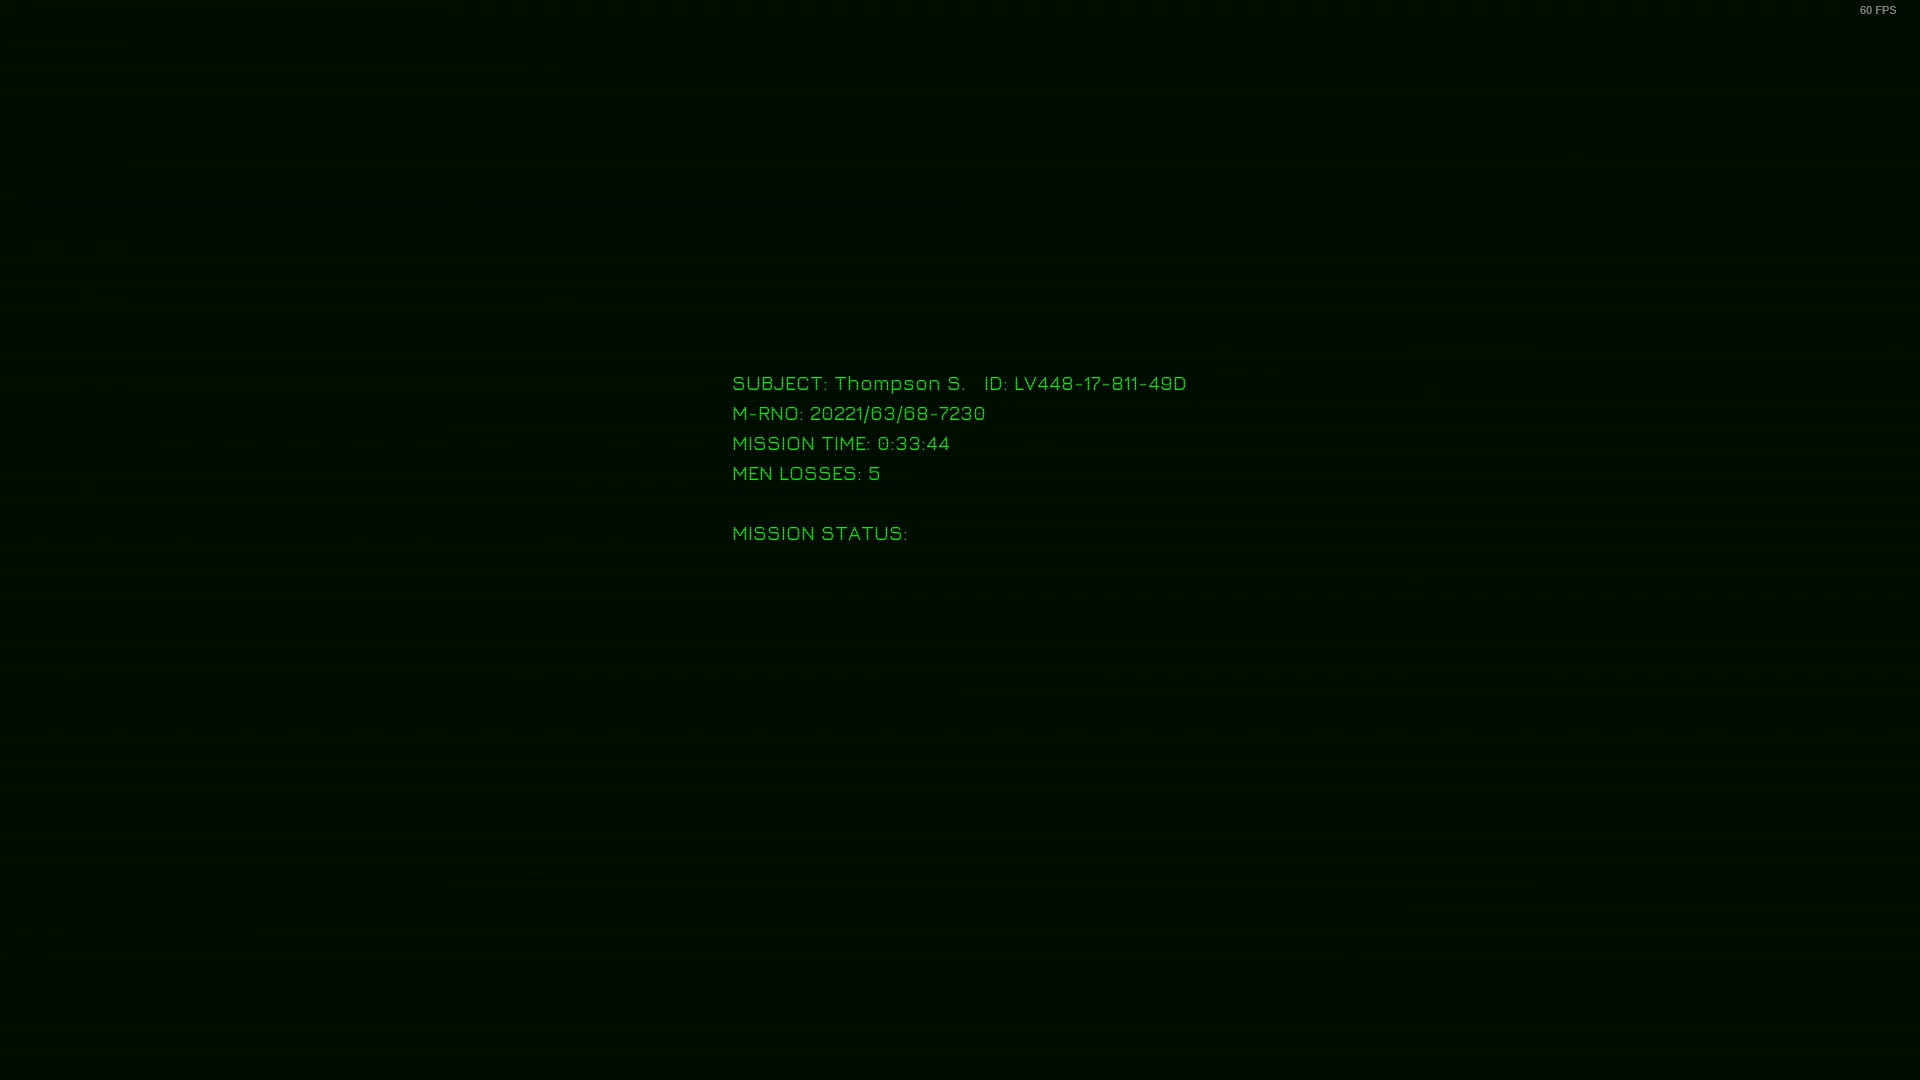 60 FPS
SUBJECT: Thompson S. ID: LV448-17-811-49D
M-RNO: 20221/63/68-7230
MISSION TIME: 0:33:44
MEN LOSSES: 5
MISSION STATUS: